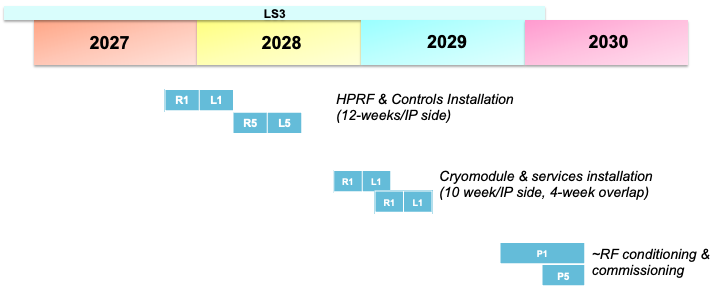 LS3
2027 2028 2029 2030
R1 L1
HPRF & Controls Installation
R5 L5
(12-weeks/IP side)
Cryomodule & services installation
R1 L1
(10 week/IP side, 4-week overlap)
R1 L1
P1
~RF conditioning &
P5
commissioning